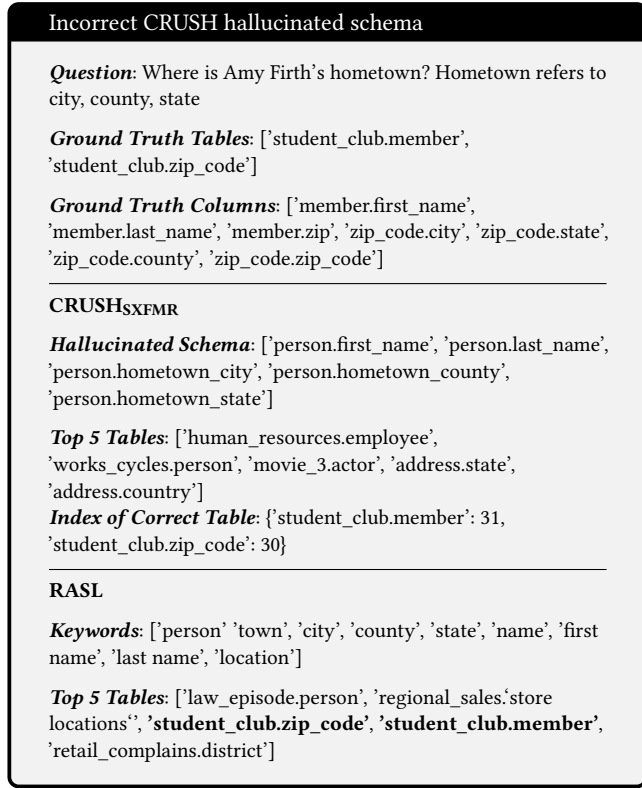 Incorrect CRUSH hallucinated schema
Question: Where is Amy Firth's hometown? Hometown refers to
city, county, state
Ground Truth Tables: ['student_club.member',
'student_club.zip_code']
Ground Truth Columns: ['member.first_name',
'member.last_name', 'member.zip', 'zip_code.city', 'zip_code.state',
'zip_code.county', 'zip_code.zip_code']
CRUSHSXFMR
Hallucinated Schema: ['person.first_name', 'person.last_name',
'person.hometown_city', 'person.hometown_county',
'person.hometown_state']
Top 5 Tables: ['human_resources.employee',
'works_cycles.person', 'movie_3.actor', 'address.state',
'address.country']
Index of Correct Table: {'student_club.member': 31,
'student_club.zip_code': 30}
RASL
Keywords: ['person' 'town', 'city', 'county', 'state', 'name', 'first
name', 'last name', 'location']
Top 5 Tables: ['law_episode.person', 'regional_sales.‘store
locations‘', 'student_club.zip_code', 'student_club.member',
'retail_complains.district']